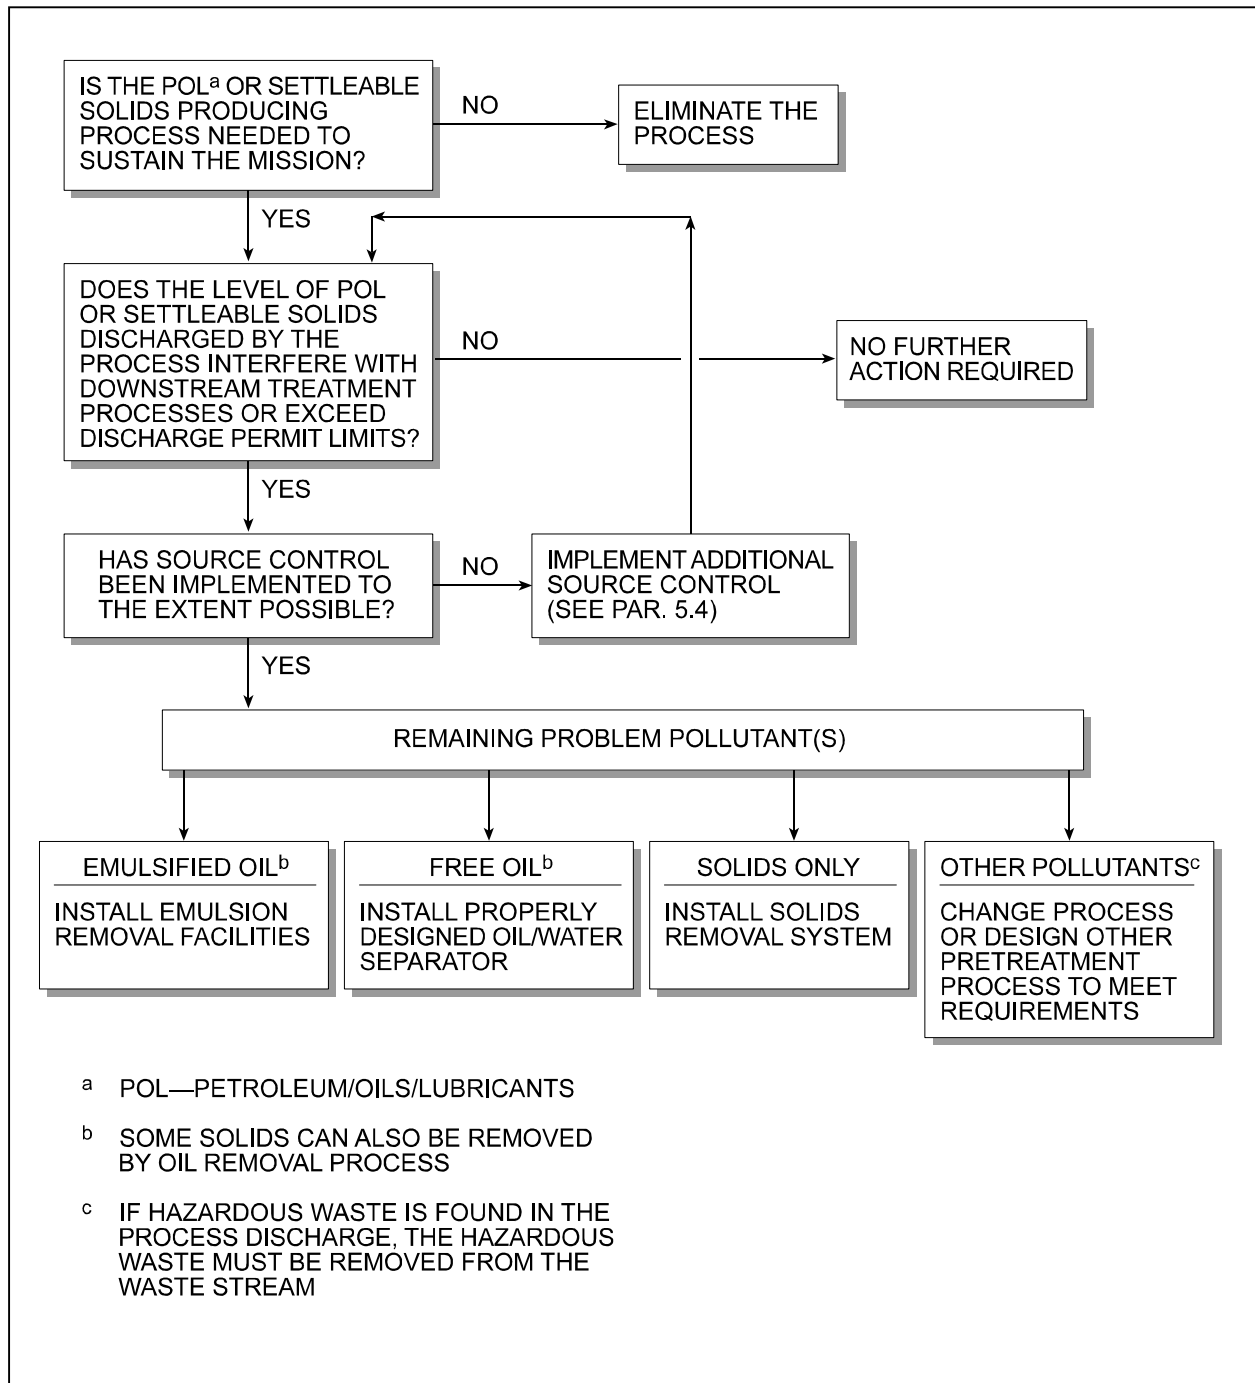 IS THE POLa OR SETTLEABLE
SOLIDS PRODUCING
PROCESS NEEDED TO
SUSTAIN THE MISSION?
NO
ELIMINATE THE
PROCESS
YES
DOES THE LEVEL OF POL
OR SETTLEABLE SOLIDS
DISCHARGED BY THE
PROCESS INTERFERE WITH
DOWNSTREAM TREATMENT
PROCESSES OR EXCEED
DISCHARGE PERMIT LIMITS?
NO
NO FURTHER
ACTION REQUIRED
YES
HAS SOURCE CONTROL
BEEN IMPLEMENTED TO
THE EXTENT POSSIBLE?
NO
IMPLEMENT ADDITIONAL
SOURCE CONTROL
(SEE PAR. 5.4)
YES
REMAINING PROBLEM POLLUTANT(S)
EMULSIFIED OILb
INSTALL EMULSION
REMOVAL FACILITIES
FREE OILb
INSTALL PROPERLY
DESIGNED OIL/WATER
SEPARATOR
SOLIDS ONLY
INSTALL SOLIDS
REMOVAL SYSTEM
OTHER POLLUTANTSc
CHANGE PROCESS
OR DESIGN OTHER
PRETREATMENT
PROCESS TO MEET
REQUIREMENTS
a POL—PETROLEUM/OILS/LUBRICANTS
b SOME SOLIDS CAN ALSO BE REMOVED
BY OIL REMOVAL PROCESS
c IF HAZARDOUS WASTE IS FOUND IN THE
PROCESS DISCHARGE, THE HAZARDOUS
WASTE MUST BE REMOVED FROM THE
WASTE STREAM